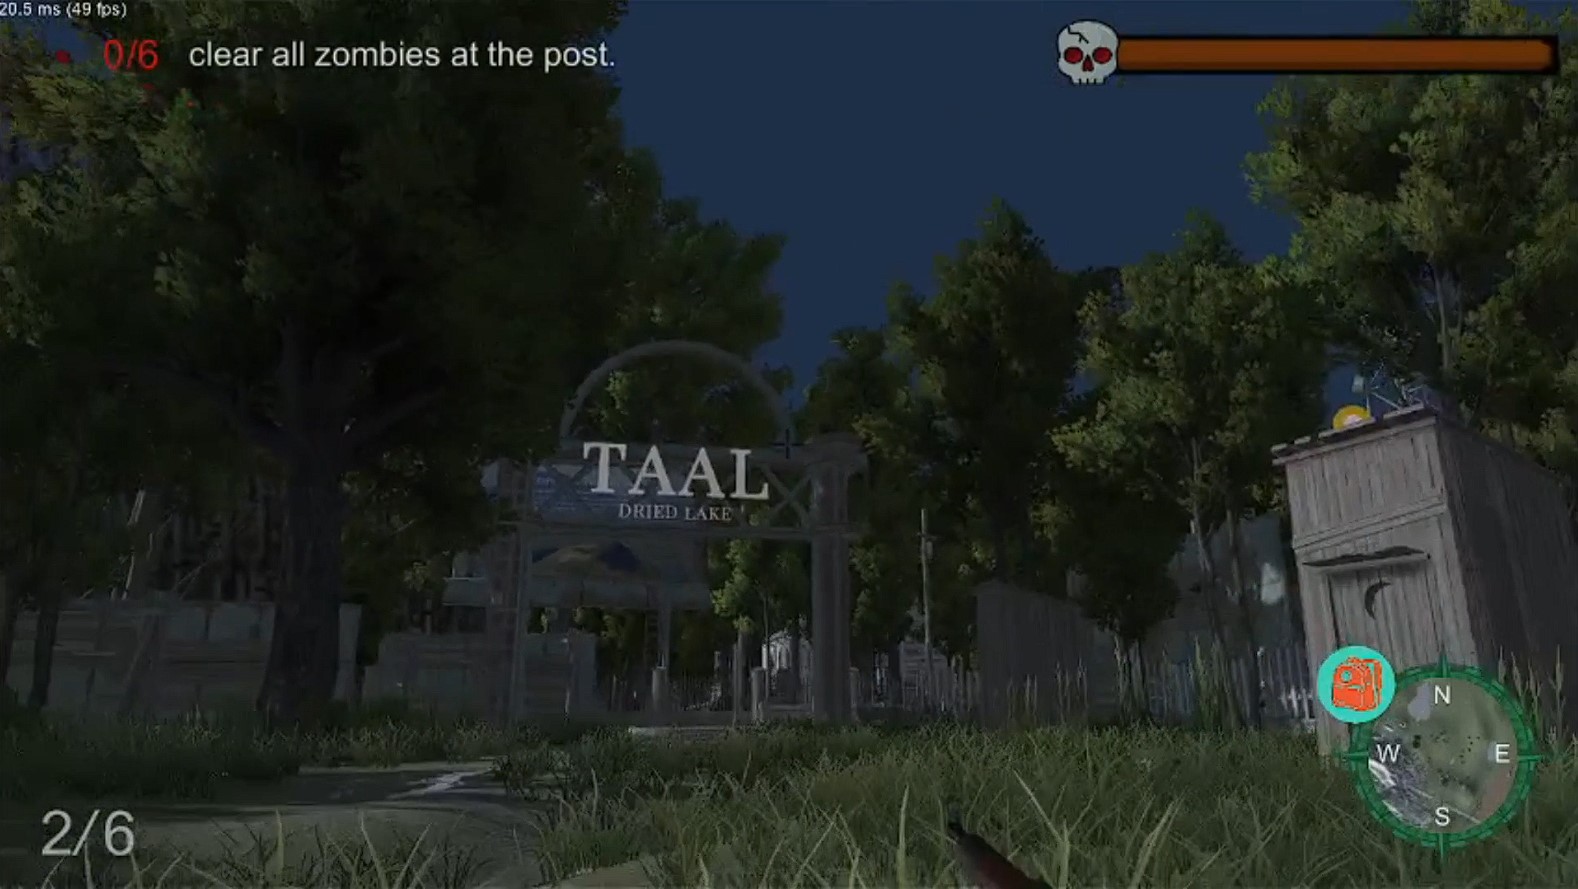 20.5 ms (49 fps)
0/6 clear all zombies at the post.
TAAL
DRIED LAKE
N
W E
S
2/6